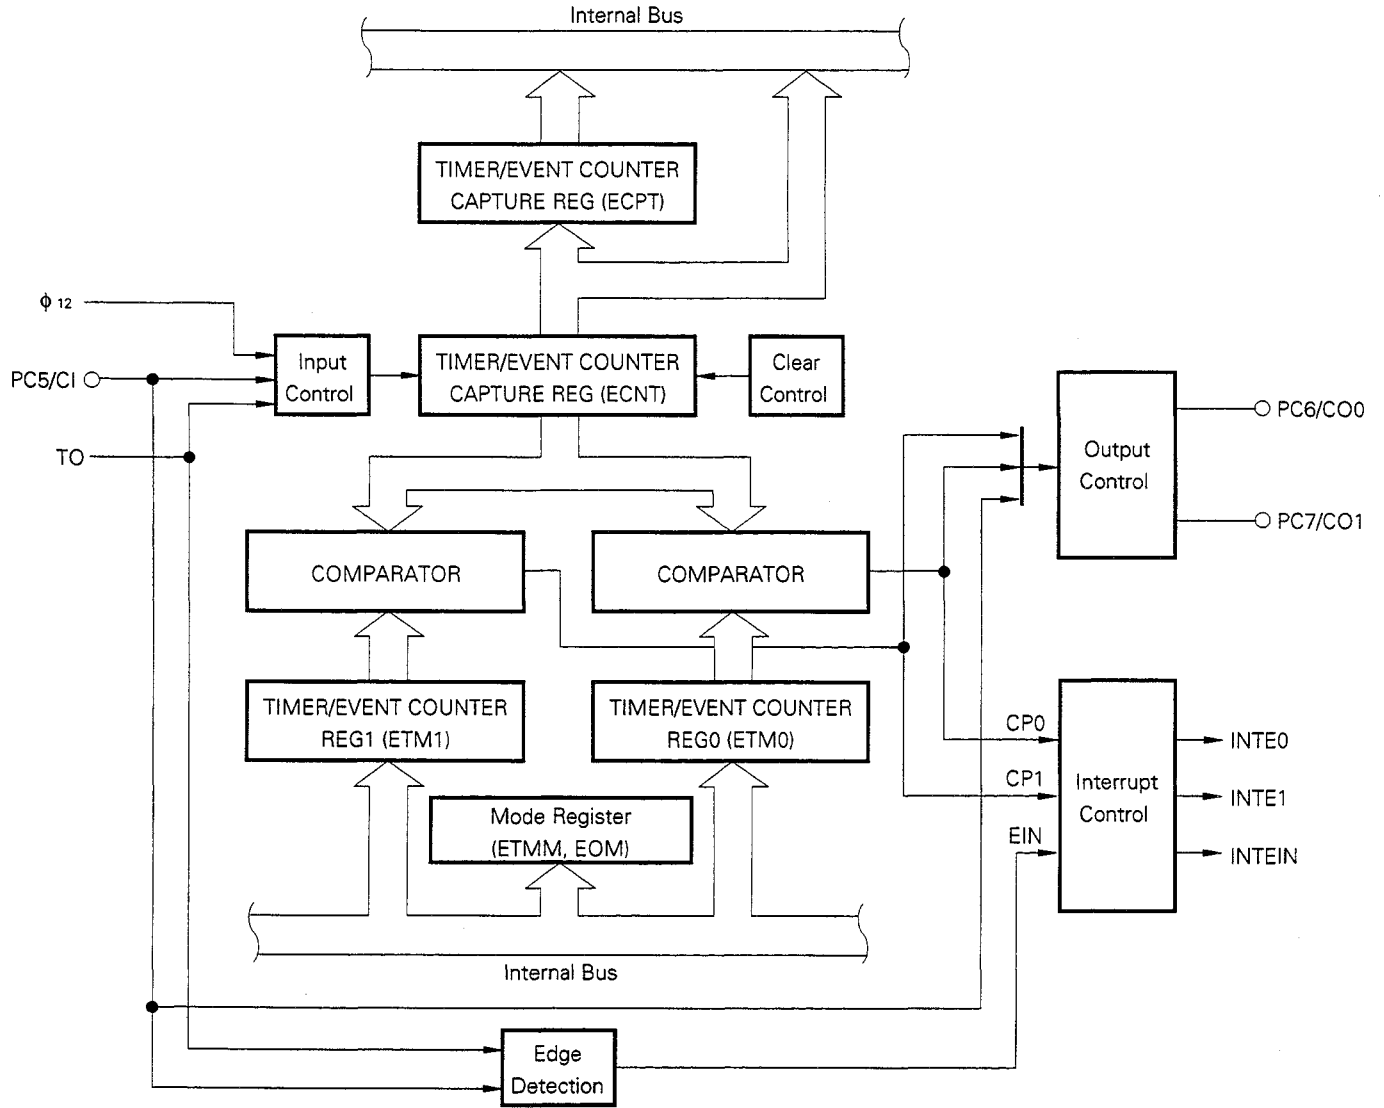 Internal Bus
TIMER/EVENT COUNTER
CAPTURE REG (ECPT)
ϕ 12
PC5/CI
TO
Input
Control
TIMER/EVENT COUNTER
CAPTURE REG (ECNT)
Clear
Control
Output
Control
PC6/CO0
PC7/CO1
COMPARATOR
COMPARATOR
TIMER/EVENT COUNTER
REG1 (ETM1)
TIMER/EVENT COUNTER
REG0 (ETM0)
Mode Register
(ETMM, EOM)
CP0
CP1
EIN
Interrupt
Control
INTE0
INTE1
INTEIN
Internal Bus
Edge
Detection